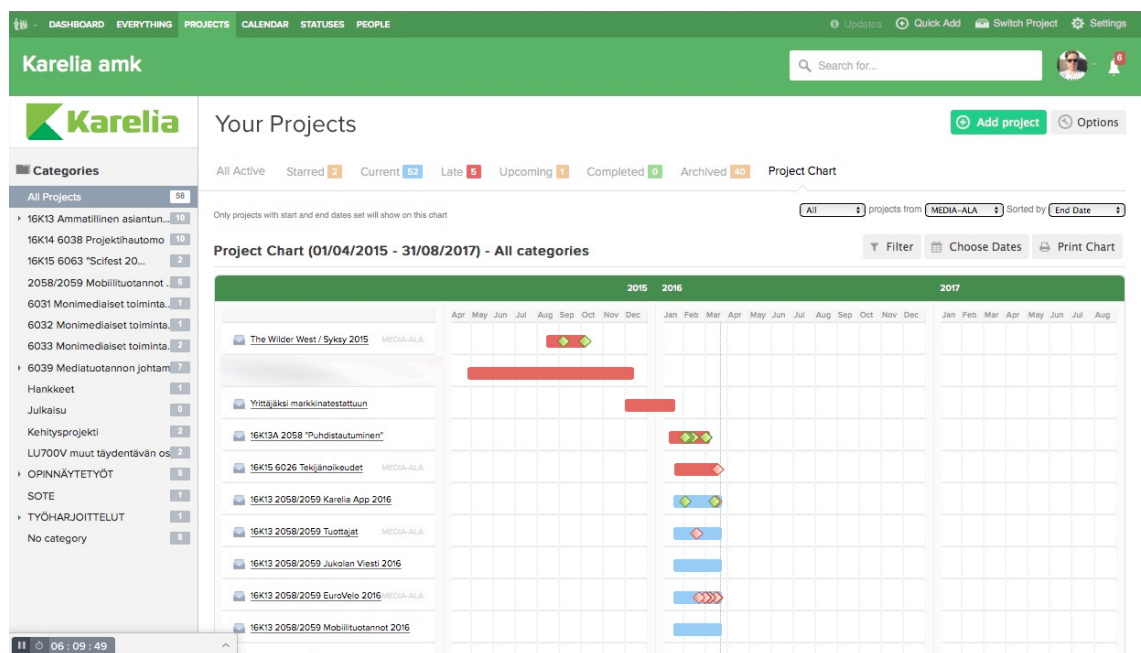 DASHBOARD EVERYTHING PROJECTS CALENDAR STATUSES PEOPLE Updates Quick Add Switch Project Settings
Karelia amk Search for... 6
Karelia
Your Projects Add project Options
Categories
All Active Starred 2 Current 52 Late 5 Upcoming 1 Completed 0 Archived 40 Project Chart
All Projects 58
16K13 Ammatillinen asiantun... 10
16K14 6038 Projektihautomo 10
16K15 6063 "Scifest 20... 2
2058/2059 Mobiilituotannot . 6
6031 Monimediaiset toiminta.. 1
6032 Monimediaiset toiminta. 1
6033 Monimediaiset toiminta. 2
6039 Mediatuotannon johtam 7
Hankkeet 1
Julkaisu 0
Kehitysprojekti 2
LU700V muut täydentävän os 2
OPINNÄYTETYÖT 6
SOTE 1
TYÖHARJOITTELUT 1
No category 6
Only projects with start and end dates set will show on this chart
All projects from MEDIA-ALA Sorted by End Date
Project Chart (01/04/2015 - 31/08/2017) - All categories Filter Choose Dates Print Chart
2015 2016 2017
Apr May Jun Jul Aug Sep Oct Nov Dec Jan Feb Mar Apr May Jun Jul Aug Sep Oct Nov Dec Jan Feb Mar Apr May Jun Jul Aug
The Wilder West / Syksy 2015 MEDIA-ALA
Yrittäjäksi markkinatestattuun
16K13A 2058 "Puhdistautuminen"
16K15 6026 Tekijänoikeudet MEDIA-ALA
16K13 2058/2059 Karelia App 2016
16K13 2058/2059 Tuottajat MEDIA-ALA
16K13 2058/2059 Jukolan Viesti 2016
16K13 2058/2059 EuroVelo 2016 MEDIA-ALA
16K13 2058/2059 Mobiilituotannot 2016
06:09:49